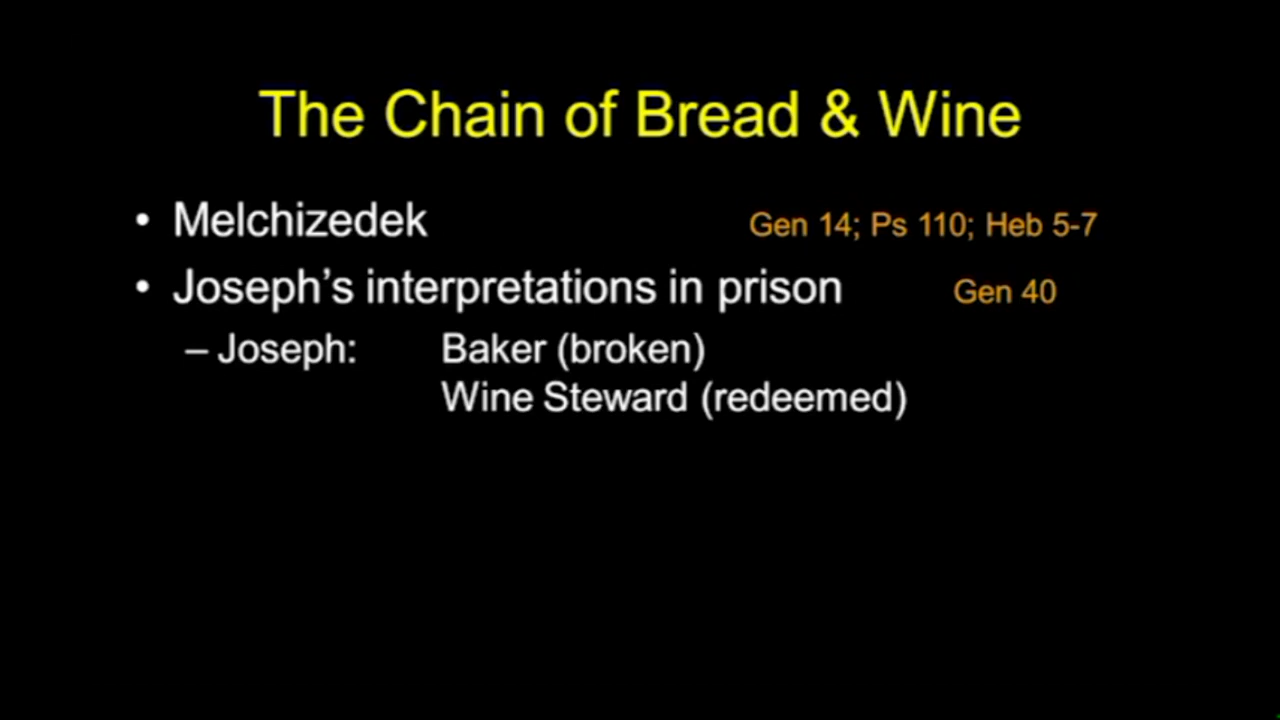 The Chain of Bread & Wine
• Melchizedek Gen 14; Ps 110; Heb 5-7
• Joseph’s interpretations in prison Gen 40
– Joseph: Baker (broken)
Wine Steward (redeemed)